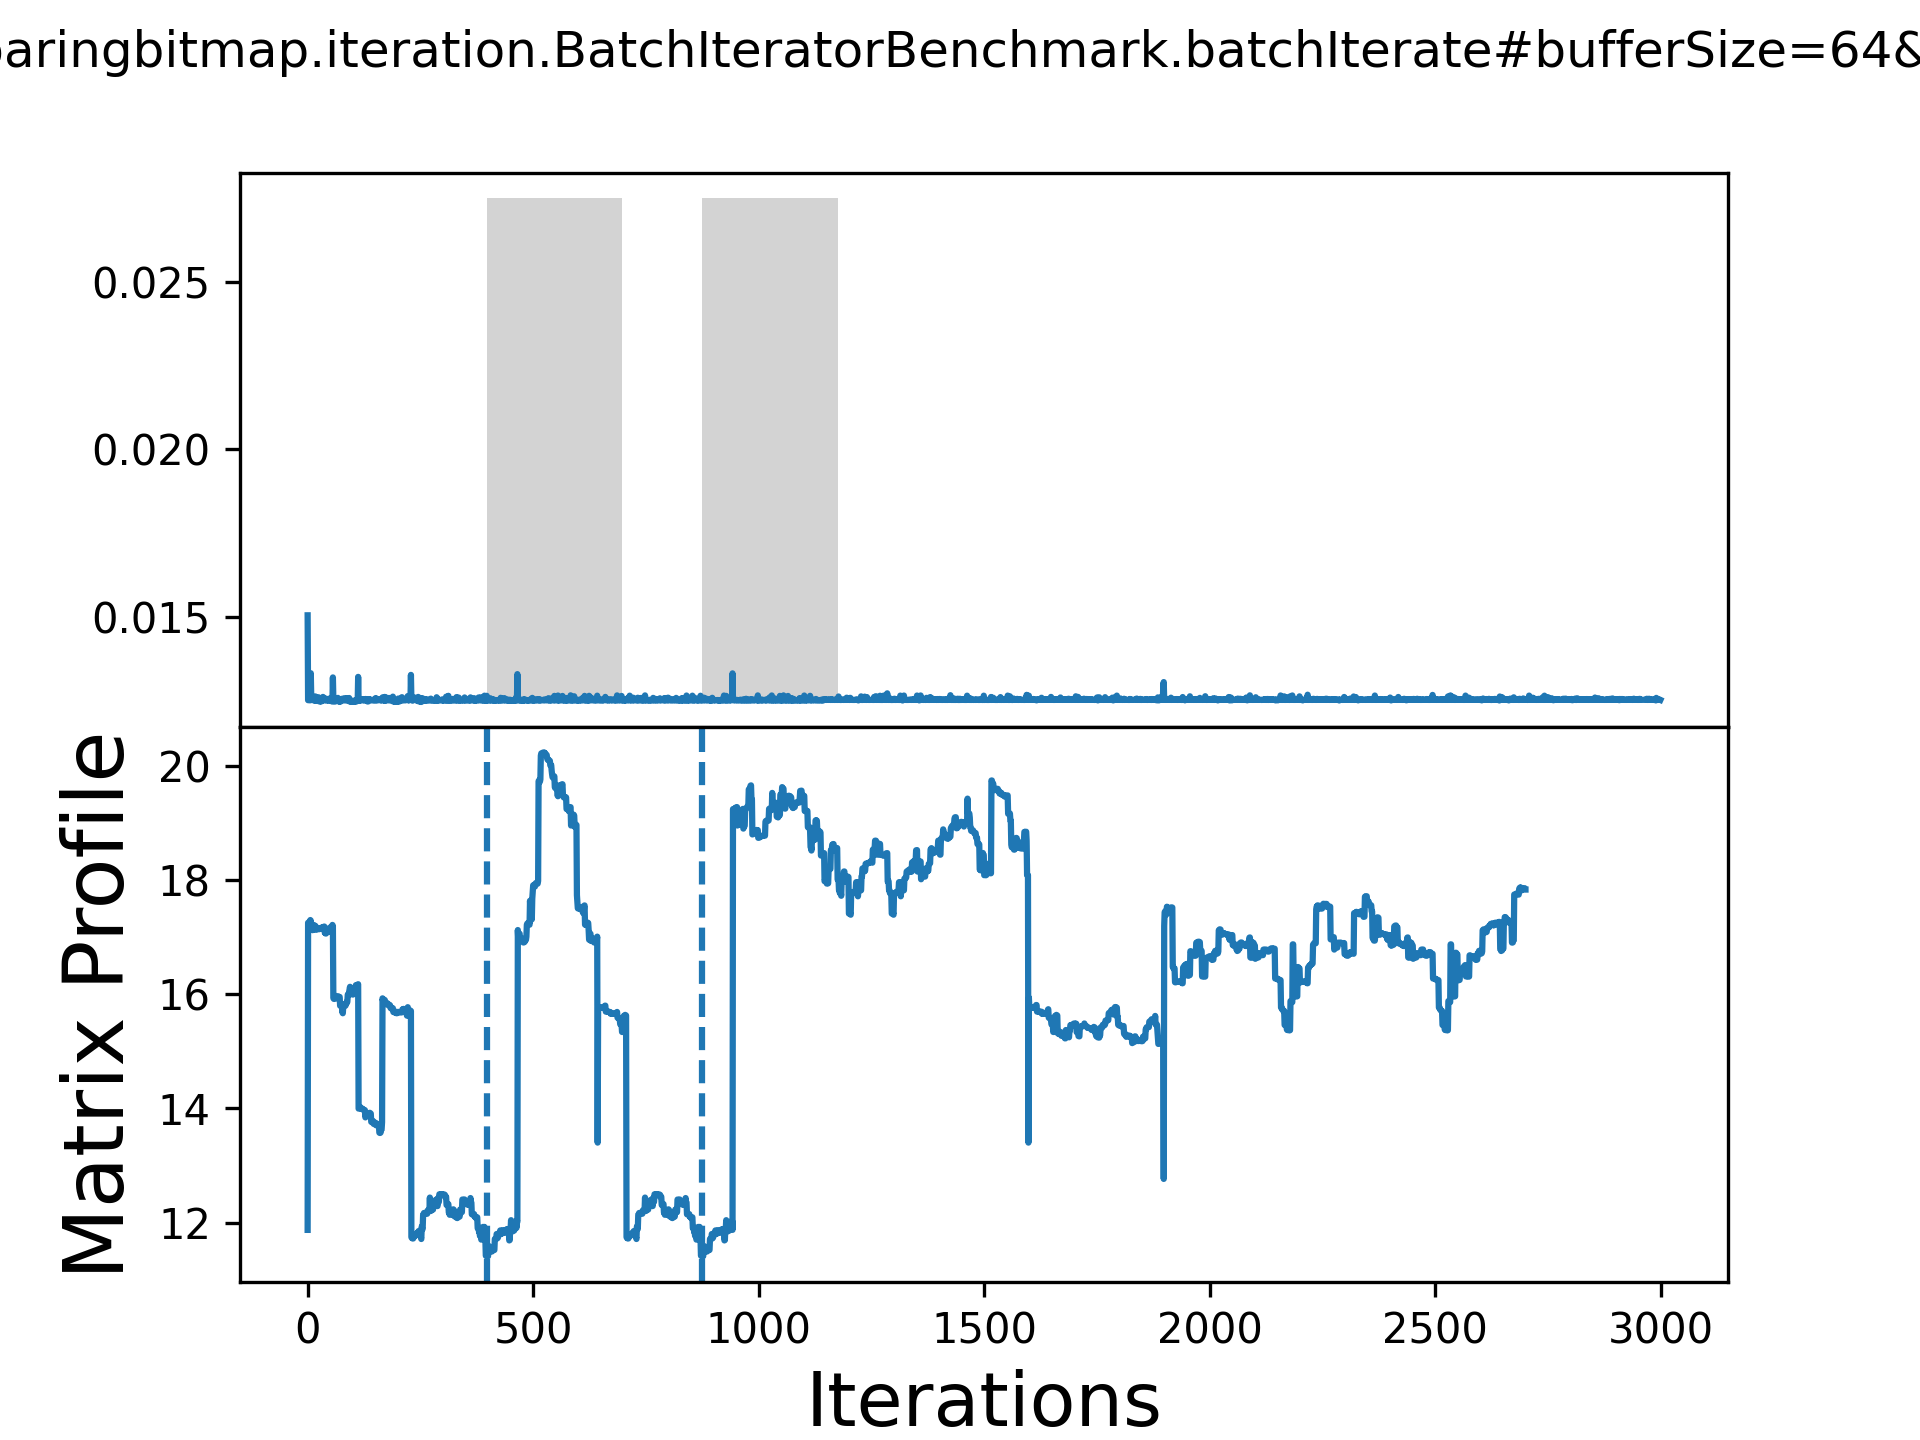 aringbitmap.iteration.BatchIteratorBenchmark.batchIterate#bufferSize=64&
0.025
0.020
0.015
Matrix Profile
20
18
16
14
12
0 500 1000 1500 2000 2500 3000
Iterations